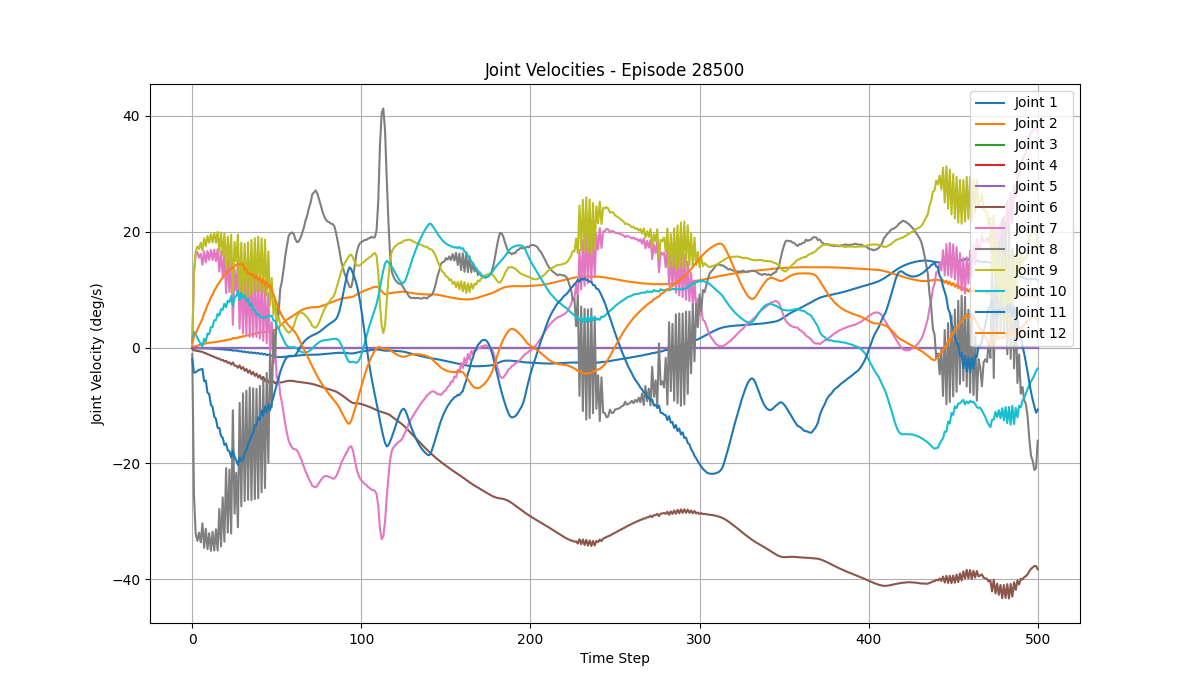 Joint Velocities - Episode 28500
Joint Velocity (deg/s)
40
20
0
−20
−40
0 100 200 300 400 500
Time Step
Joint 1
Joint 2
Joint 3
Joint 4
Joint 5
Joint 6
Joint 7
Joint 8
Joint 9
Joint 10
Joint 11
Joint 12